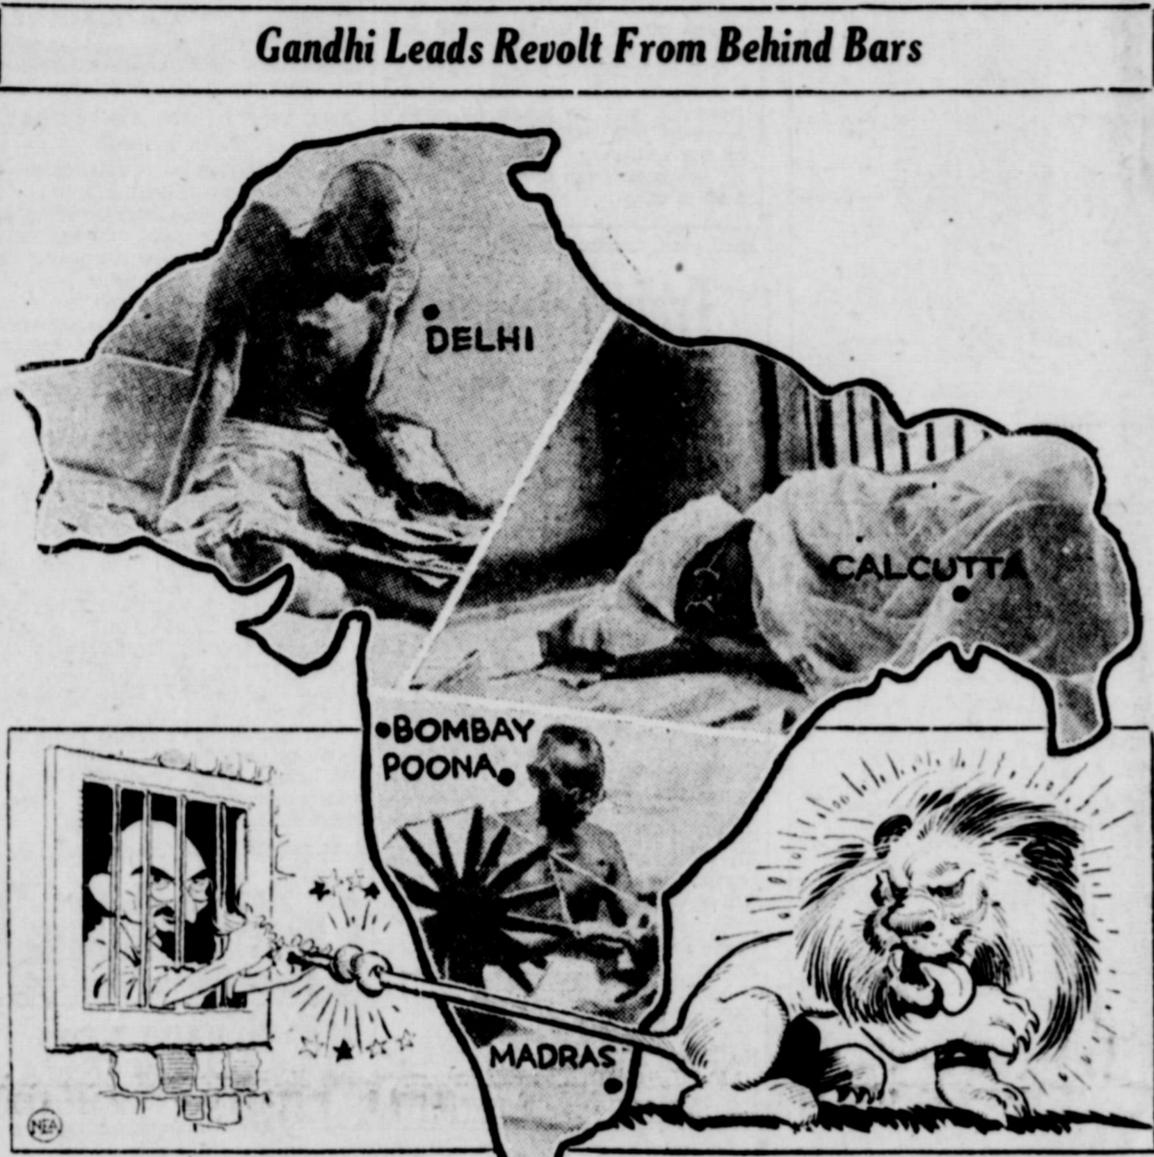 Gandhi Leads Revolt From Behind Bars
DELHI
CALCUTTA
BOMBAY
POONA
MADRAS
NEA